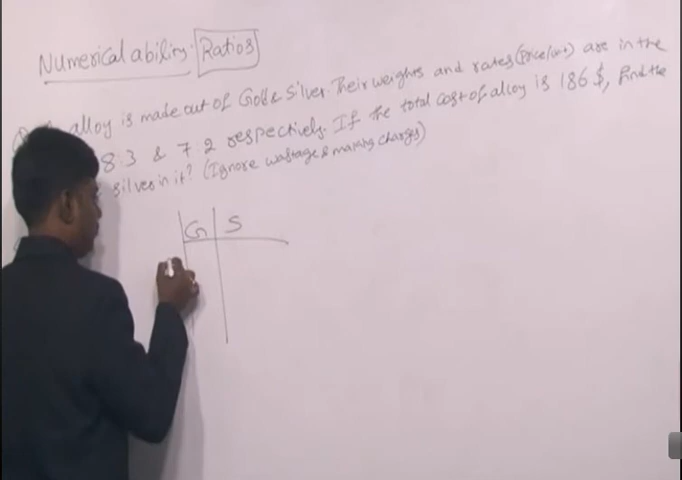 Numerical ability: Ratios
alloy is made out of Gold & Silver. Their weights and rates (Price/wt) are in the
8:3 & 7:2 respectively. If the total cost of alloy is 186 $, find the
silver in it? (Ignore wastage & making charges)
G S